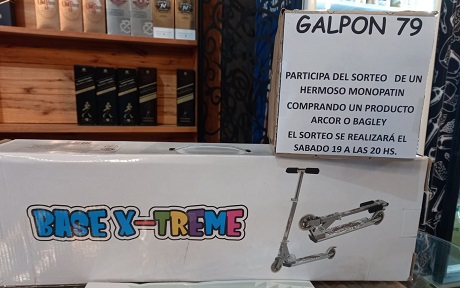 GALPON 79
PARTICIPA DEL SORTEO DE UN
HERMOSO MONOPATIN
COMPRANDO UN PRODUCTO
ARCOR O BAGLEY
EL SORTEO SE REALIZARÁ EL
SABADO 19 A LAS 20 HS.
BASE X-TREME